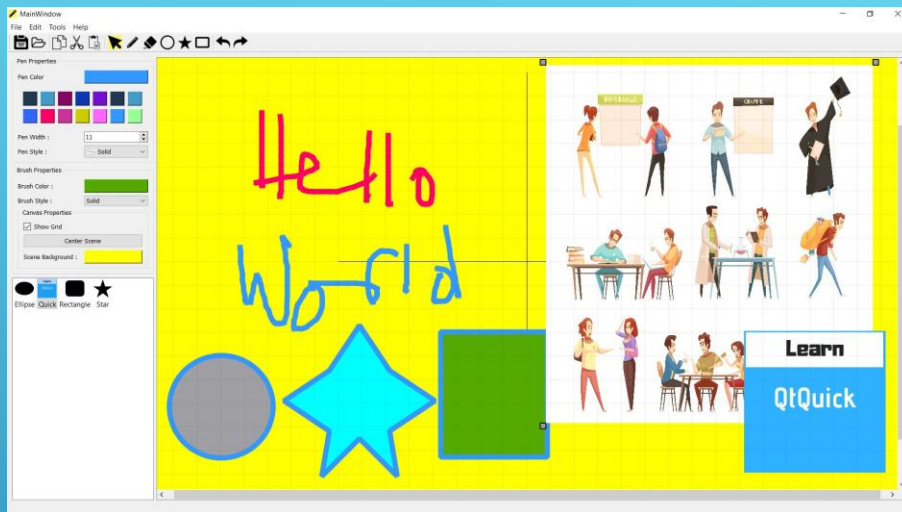 MainWindow
File Edit Tools Help
Pen Properties
Pen Color
Pen Width : 11
Pen Style : Solid
Brush Properties
Brush Color :
Brush Style : Solid
Canvas Properties
Show Grid
Center Scene
Scene Background :
Ellipse Quick Rectangle Star
Hello
World
Learn
QtQuick